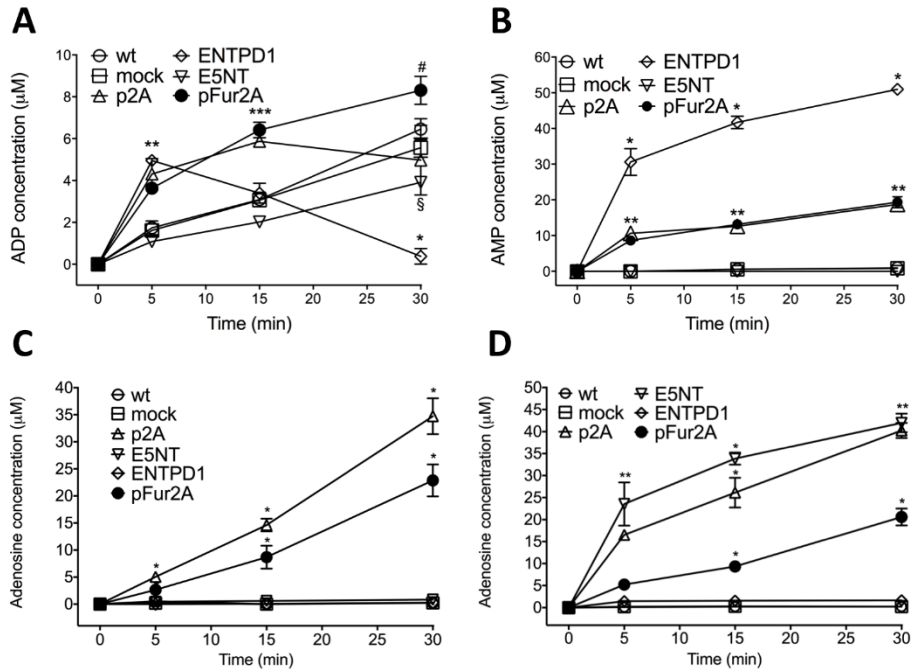 A
wt
ENTPD1
mock
E5NT
p2A
pFur2A
ADP concentration (µM)
10
8
6
4
2
0
**
***
#
§
*
0 5 10 15 20 25 30
Time (min)
B
wt
ENTPD1
mock
E5NT
p2A
pFur2A
AMP concentration (µM)
60
50
40
30
20
10
0
*
*
*
**
**
**
0 5 10 15 20 25 30
Time (min)
C
wt
mock
p2A
E5NT
ENTPD1
pFur2A
Adenosine concentration (µM)
40
35
30
25
20
15
10
5
0
*
*
*
*
*
0 5 10 15 20 25 30
Time (min)
D
wt
E5NT
mock
ENTPD1
p2A
pFur2A
Adenosine concentration (µM)
50
45
40
35
30
25
20
15
10
5
0
**
*
**
*
*
*
0 5 10 15 20 25 30
Time (min)